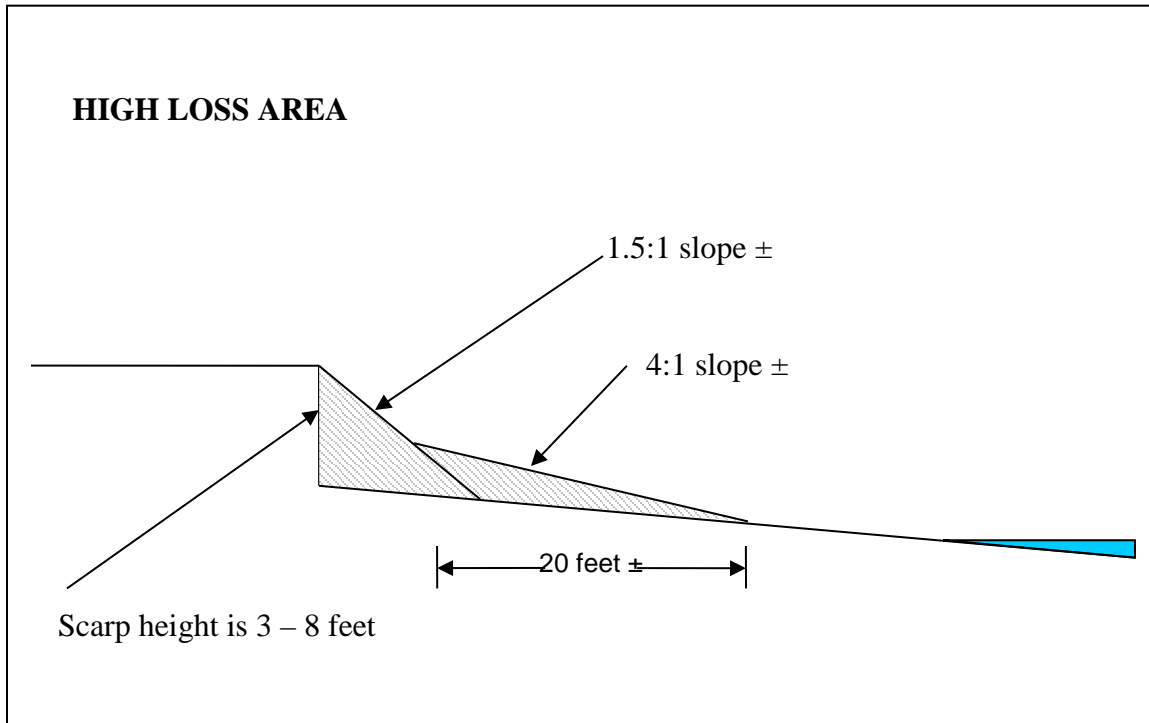 HIGH LOSS AREA
1.5:1 slope ±
4:1 slope ±
20 feet ±
Scarp height is 3 – 8 feet